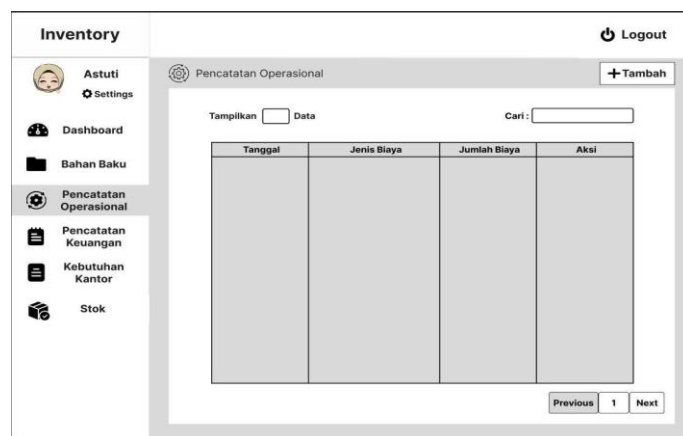 Inventory
Logout
Astuti
Settings
Pencatatan Operasional
+Tambah
Dashboard
Bahan Baku
Pencatatan
Operasional
Pencatatan
Keuangan
Kebutuhan
Kantor
Stok
Tampilkan Data
Cari :
Tanggal Jenis Biaya Jumlah Biaya Aksi
Previous 1 Next